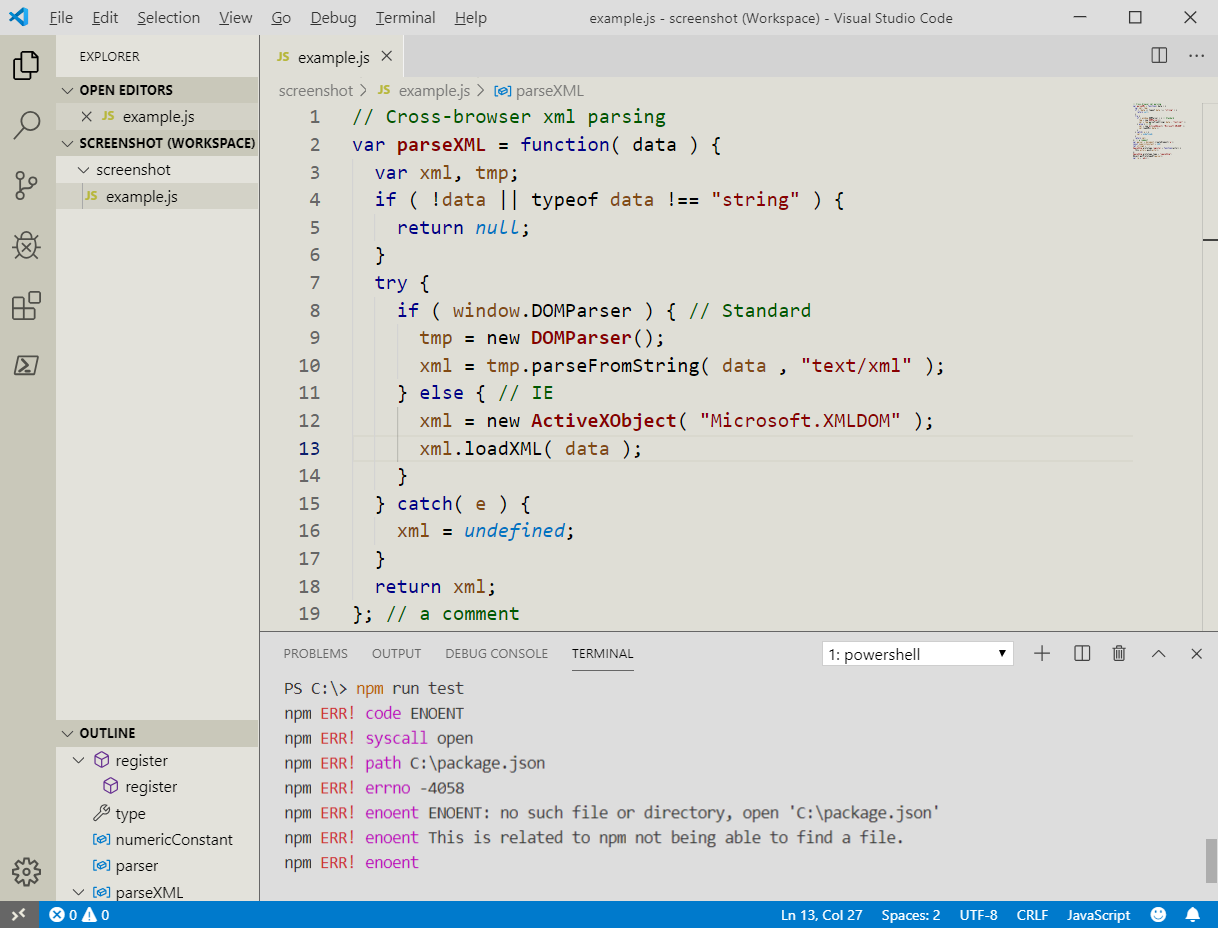 File Edit Selection View Go Debug Terminal Help example.js - screenshot (Workspace) - Visual Studio Code
EXPLORER
OPEN EDITORS
JS example.js
SCREENSHOT (WORKSPACE)
screenshot
JS example.js
OUTLINE
register
register
type
numericConstant
parser
parseXML
JS example.js
screenshot > JS example.js > parseXML
1 // Cross-browser xml parsing
2 var parseXML = function( data ) {
3 var xml, tmp;
4 if ( !data || typeof data !== "string" ) {
5 return null;
6 }
7 try {
8 if ( window.DOMParser ) { // Standard
9 tmp = new DOMParser();
10 xml = tmp.parseFromString( data , "text/xml" );
11 } else { // IE
12 xml = new ActiveXObject( "Microsoft.XMLDOM" );
13 xml.loadXML( data );
14 }
15 } catch( e ) {
16 xml = undefined;
17 }
18 return xml;
19 }; // a comment
PROBLEMS OUTPUT DEBUG CONSOLE TERMINAL 1: powershell
PS C:\> npm run test
npm ERR! code ENOENT
npm ERR! syscall open
npm ERR! path C:\package.json
npm ERR! errno -4058
npm ERR! enoent ENOENT: no such file or directory, open 'C:\package.json'
npm ERR! enoent This is related to npm not being able to find a file.
npm ERR! enoent
0 0 Ln 13, Col 27 Spaces: 2 UTF-8 CRLF JavaScript